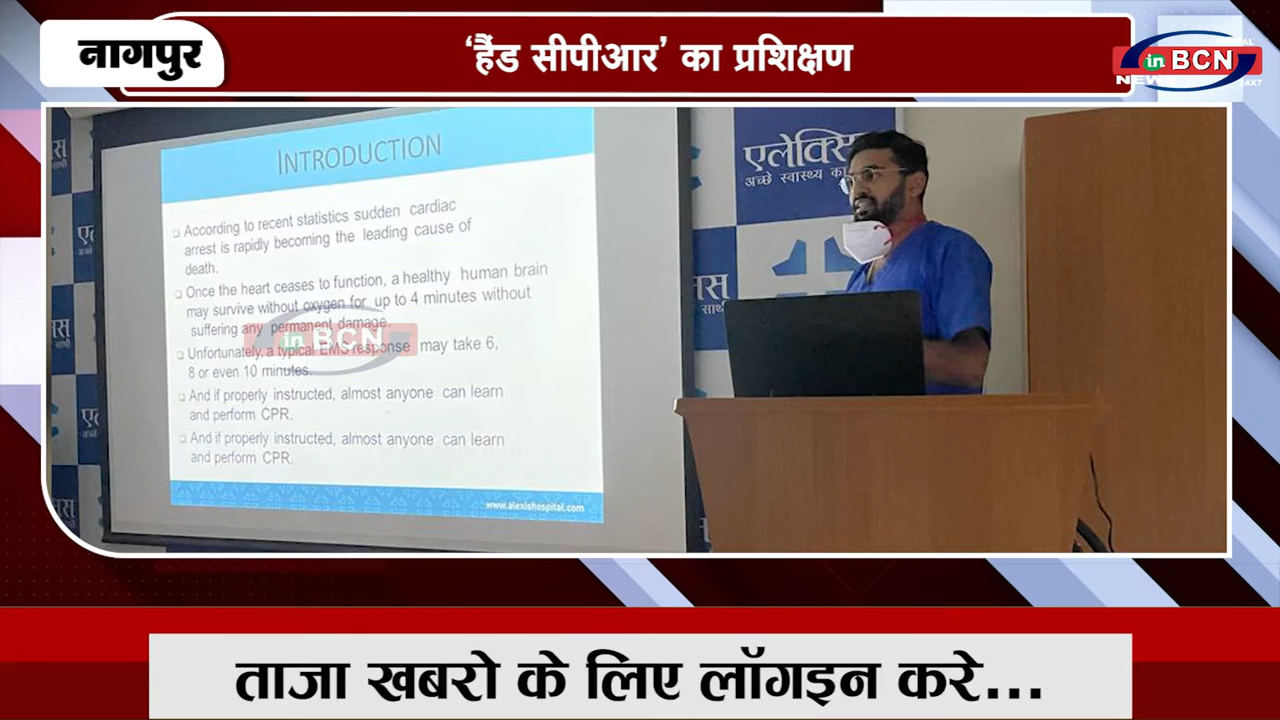 नागपुर
‘हैंड सीपीआर’ का प्रशिक्षण
in BCN
INTRODUCTION
According to recent statistics sudden cardiac
arrest is rapidly becoming the leading cause of
death.
Once the heart ceases to function, a healthy human brain
may survive without oxygen for up to 4 minutes without
suffering any permanent damage.
Unfortunately, a typical EMS response may take 6,
8 or even 10 minutes.
And if properly instructed, almost anyone can learn
and perform CPR.
And if properly instructed, almost anyone can learn
and perform CPR.
www.alexishospital.com
in BCN
एलेक्सि
अच्छे स्वास्थ्य का
ताजा खबरो के लिए लॉगइन करे...